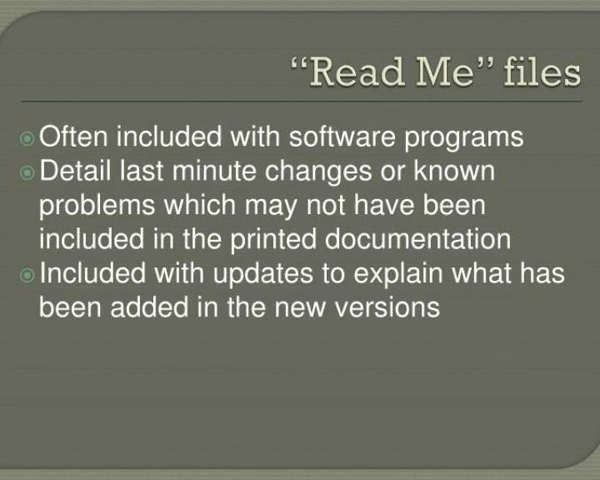 “Read Me” files
Often included with software programs
Detail last minute changes or known
problems which may not have been
included in the printed documentation
Included with updates to explain what has
been added in the new versions